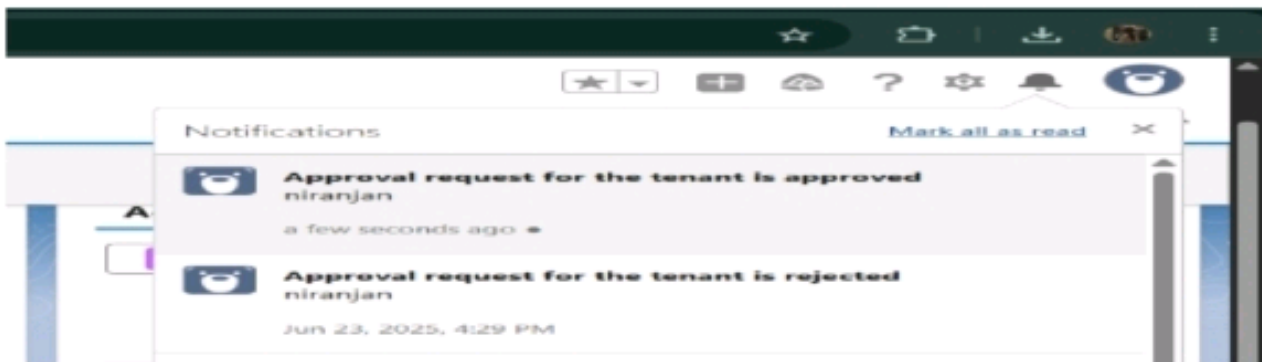 Notifications
Mark all as read
Approval request for the tenant is approved
niranjan
a few seconds ago
Approval request for the tenant is rejected
niranjan
Jun 23, 2025, 4:29 PM